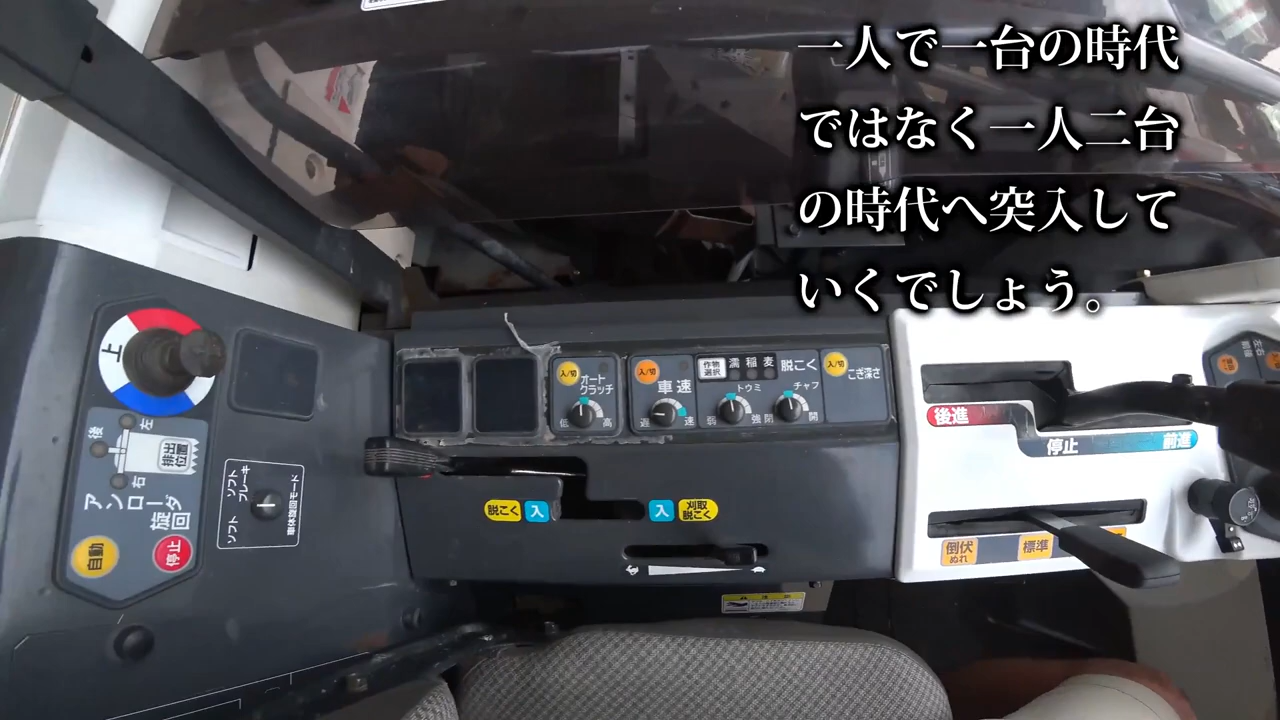 一人で一台の時代
ではなく一人二台
の時代へ突入して
いくでしょう。
上
後
左
右
排出
位置
アンローダ
旋回
自動
停止
ソフト
ブレーキ
ソフト
車体旋回モード
入/切
オート
クラッチ
低
高
入/切
車速
遅
速
作物
選択
濡 稲 麦
脱こく
トウミ
弱
強
チャフ
閉
開
入/切
こぎ深さ
脱こく
入
入
刈取
脱こく
後進
停止
前進
倒伏
ぬれ
標準
注意